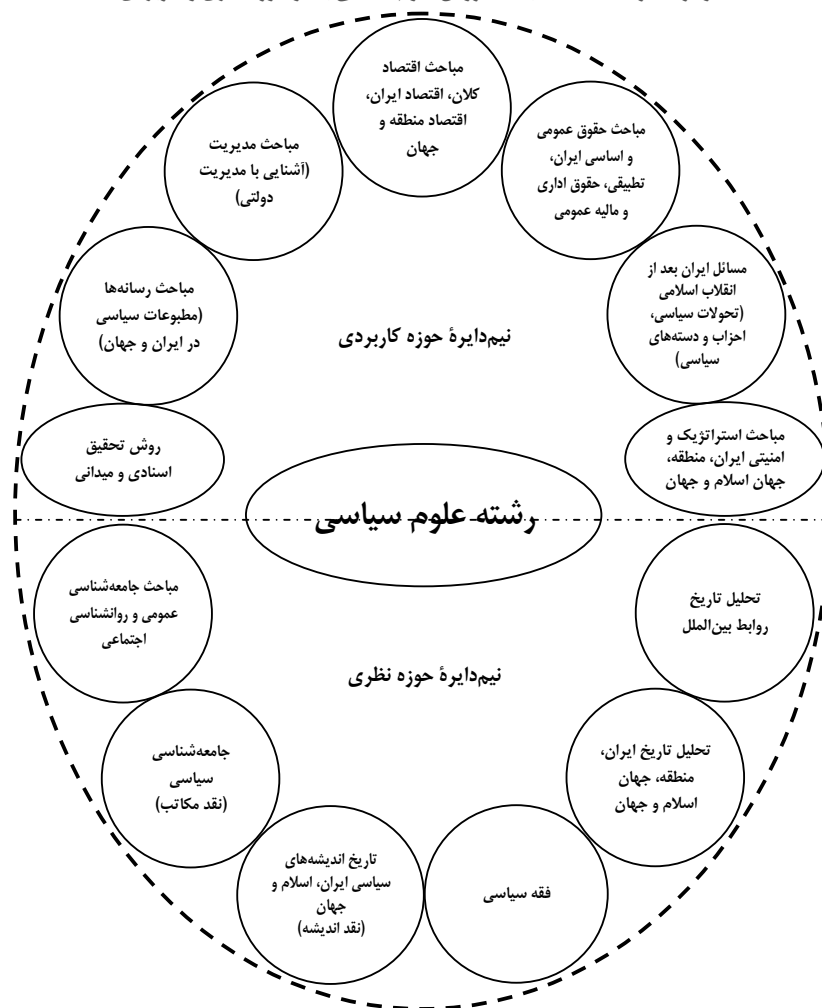 مباحث اقتصاد
کلان، اقتصاد ایران،
اقتصاد منطقه و
جهان
مباحث حقوق عمومی
و اساسی ایران،
تطبیقی، حقوق اداری
و مالیه عمومی
مباحث مدیریت
(آشنایی با مدیریت
دولتی)
مسائل ایران بعد از
انقلاب اسلامی
(تحولات سیاسی،
احزاب و دسته‌های
سیاسی)
مباحث رسانه‌ها
(مطبوعات سیاسی
در ایران و جهان)
نیم‌دایرۀ حوزه کاربردی
مباحث استراتژیک و
امنیتی ایران، منطقه،
جهان اسلام و جهان
روش تحقیق
اسنادی و میدانی
رشته علوم سیاسی
تحلیل تاریخ
روابط بین‌الملل
مباحث جامعه‌شناسی
عمومی و روانشناسی
اجتماعی
نیم‌دایرۀ حوزه نظری
تحلیل تاریخ ایران،
منطقه، جهان
اسلام و جهان
جامعه‌شناسی
سیاسی
(نقد مکاتب)
فقه سیاسی
تاریخ اندیشه‌های
سیاسی ایران، اسلام و
جهان
(نقد اندیشه)